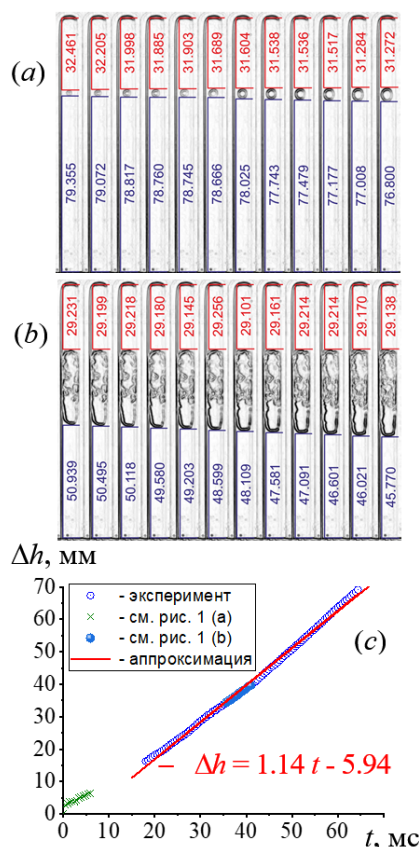 (a)
32.461 32.205 31.998 31.885 31.903 31.689 31.604 31.538 31.536 31.517 31.284 31.272
79.355 79.072 78.817 78.760 78.745 78.666 78.025 77.743 77.479 77.177 77.008 76.800
(b)
29.231 29.199 29.218 29.180 29.145 29.256 29.101 29.161 29.214 29.214 29.170 29.138
50.939 50.495 50.118 49.580 49.203 48.599 48.109 47.581 47.091 46.601 46.021 45.770
Δh, мм
70
60
50
40
30
20
10
0
- эксперимент
- см. рис. 1 (a)
- см. рис. 1 (b)
- аппроксимация
(c)
Δh = 1.14 t - 5.94
0 10 20 30 40 50 60
t, мс